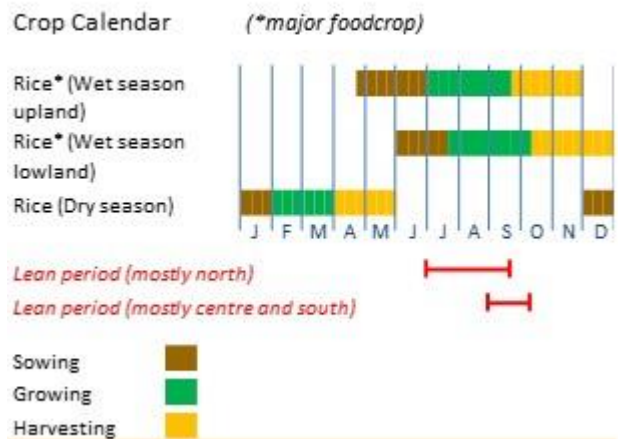 Crop Calendar (*major foodcrop)
Rice* (Wet season
upland)
Rice* (Wet season
lowland)
Rice (Dry season)
J F M A M J J A S O N D
Lean period (mostly north)
Lean period (mostly centre and south)
Sowing
Growing
Harvesting